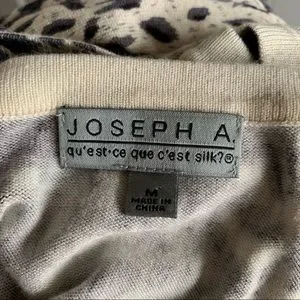 JOSEPH A.
qu'est-ce que c'est silk?®
M
MADE IN
CHINA